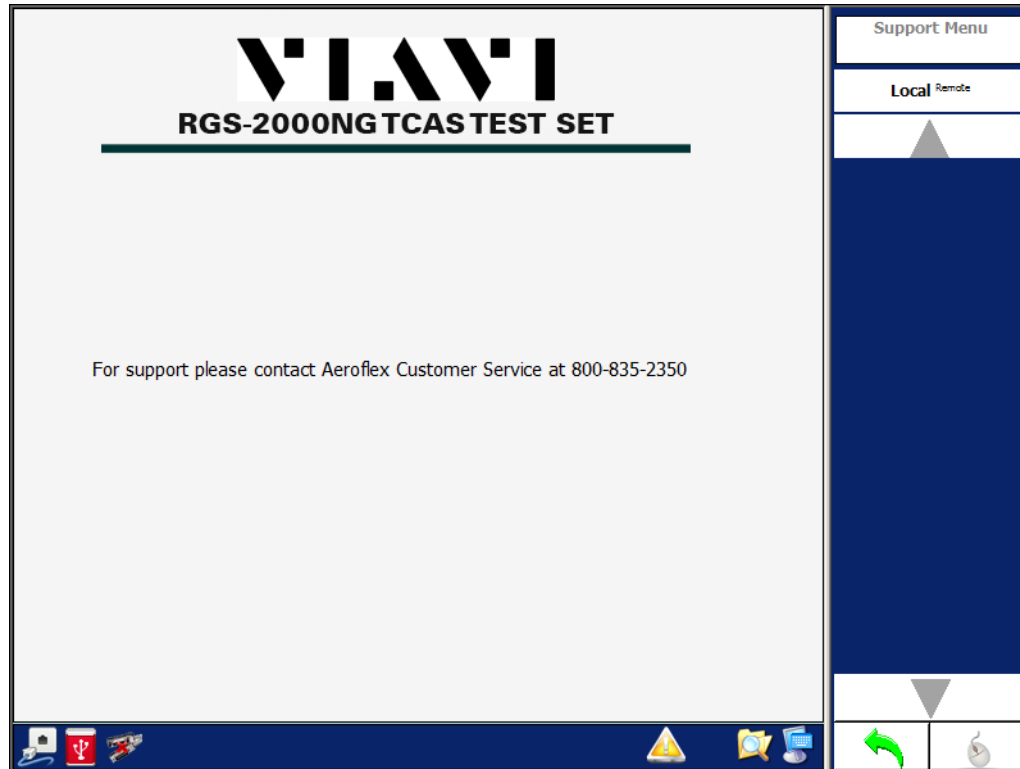 VIAVI
RGS-2000NG TCAS TEST SET
For support please contact Aeroflex Customer Service at 800-835-2350
Support Menu
Local Remote